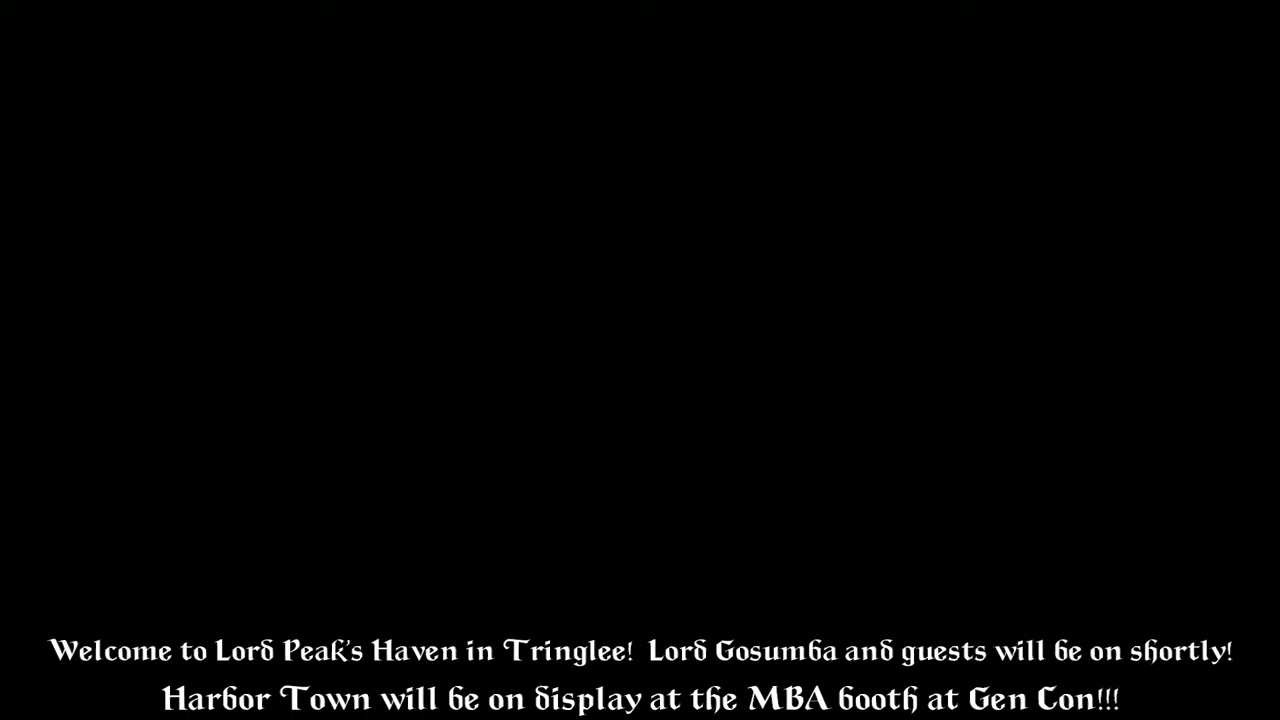 Welcome to Lord Peak's Haven in Tringlee! Lord Gosumba and guests will be on shortly!
Harbor Town will be on display at the MBA booth at Gen Con!!!